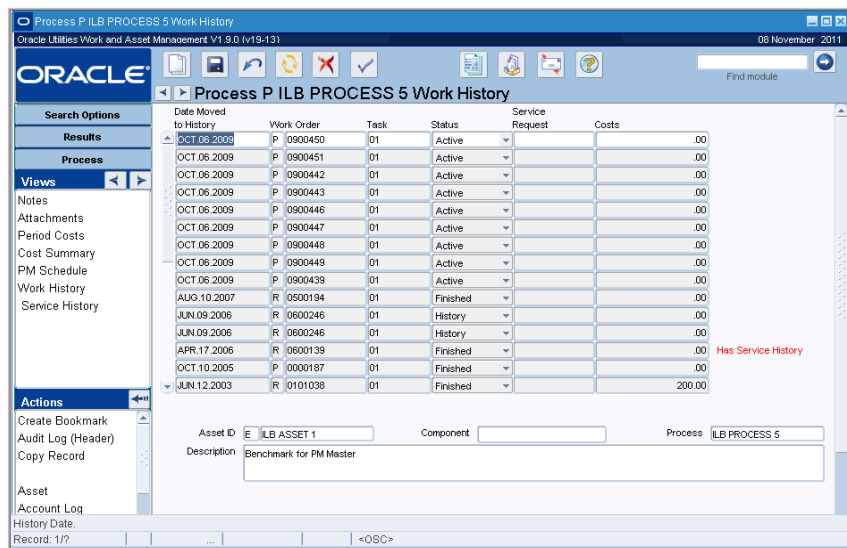 Process P ILB PROCESS 5 Work History
Oracle Utilities Work and Asset Management V1.9.0 (v19-13) 08 November 2011
ORACLE
Find module
Process P ILB PROCESS 5 Work History
Search Options
Results
Process
Views
Notes
Attachments
Period Costs
Cost Summary
PM Schedule
Work History
Service History
Actions
Create Bookmark
Audit Log (Header)
Copy Record
Asset
Account Log
Date Moved Service
to History Work Order Task Status Request Costs
OCT.06.2009 P 0900450 01 Active .00
OCT.06.2009 P 0900451 01 Active .00
OCT.06.2009 P 0900442 01 Active .00
OCT.06.2009 P 0900443 01 Active .00
OCT.06.2009 P 0900446 01 Active .00
OCT.06.2009 P 0900447 01 Active .00
OCT.06.2009 P 0900448 01 Active .00
OCT.06.2009 P 0900449 01 Active .00
OCT.06.2009 P 0900439 01 Active .00
AUG.10.2007 R 0500194 01 Finished .00
JUN.09.2006 R 0600246 01 History .00
JUN.09.2006 R 0600246 01 History .00
APR.17.2006 R 0600139 01 Finished .00 Has Service History
OCT.10.2005 P 0000187 01 Finished .00
JUN.12.2003 R 0101038 01 Finished 200.00
Asset ID E ILB ASSET 1 Component Process ILB PROCESS 5
Description Benchmark for PM Master
History Date.
Record: 1/? ... <OSC>